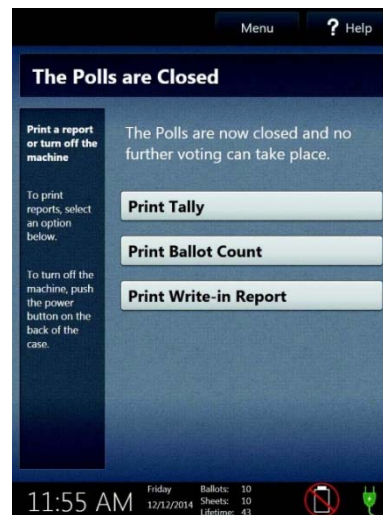 Menu
? Help
The Polls are Closed
Print a report
or turn off the
machine
To print
reports, select
an option
below.
To turn off the
machine, push
the power
button on the
back of the
case.
The Polls are now closed and no
further voting can take place.
Print Tally
Print Ballot Count
Print Write-in Report
11:55 AM
Friday
12/12/2014
Ballots: 10
Sheets: 10
Lifetime: 43